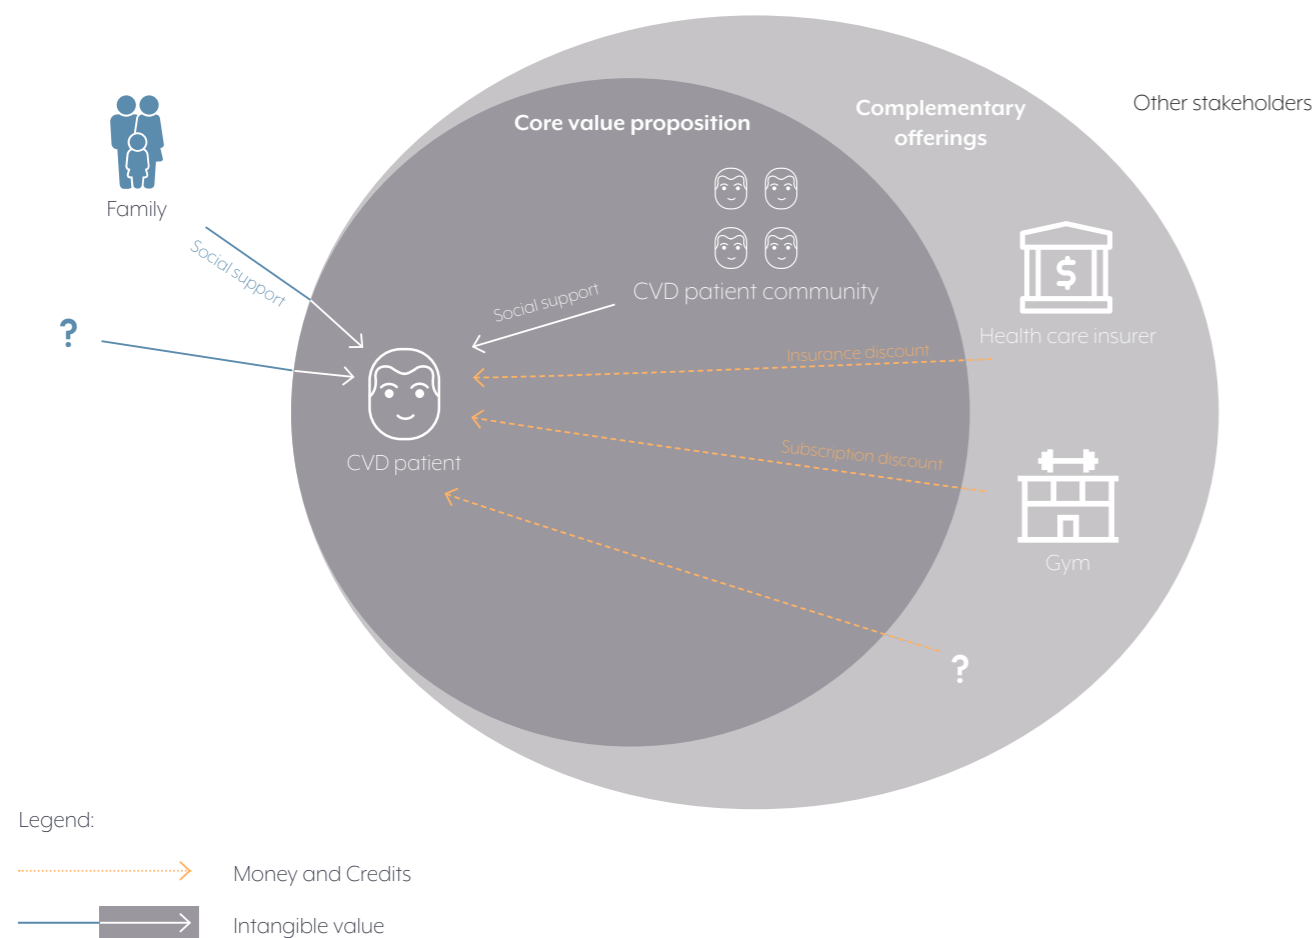 Other stakeholders
Core value proposition
Complementary
offerings
Family
Social support
?
CVD patient community
Social support
Health care insurer
Insurance discount
CVD patient
Subscription discount
Gym
?
Legend:
Money and Credits
Intangible value
$